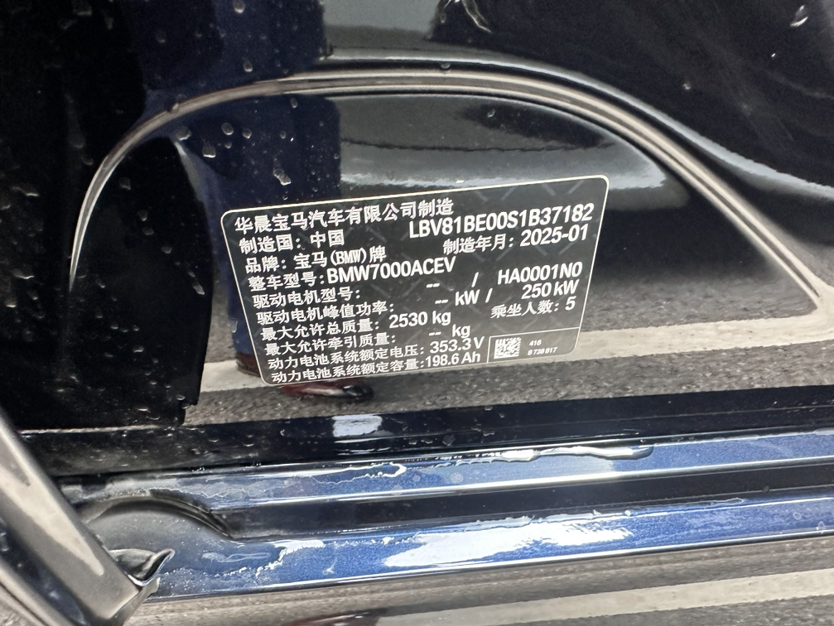 华晨宝马汽车有限公司制造
LBV81BE00S1B37182
制造国: 中国 制造年月: 2025-01
品牌: 宝马(BMW)牌
整车型号: BMW7000ACEV
驱动电机型号: -- / HA0001N0
驱动电机峰值功率: -- kW / 250 kW
最大允许总质量: 2530 kg 乘坐人数: 5
最大允许牵引质量: -- kg
动力电池系统额定电压: 353.3 V
动力电池系统额定容量: 198.6 Ah
416
8 738 817